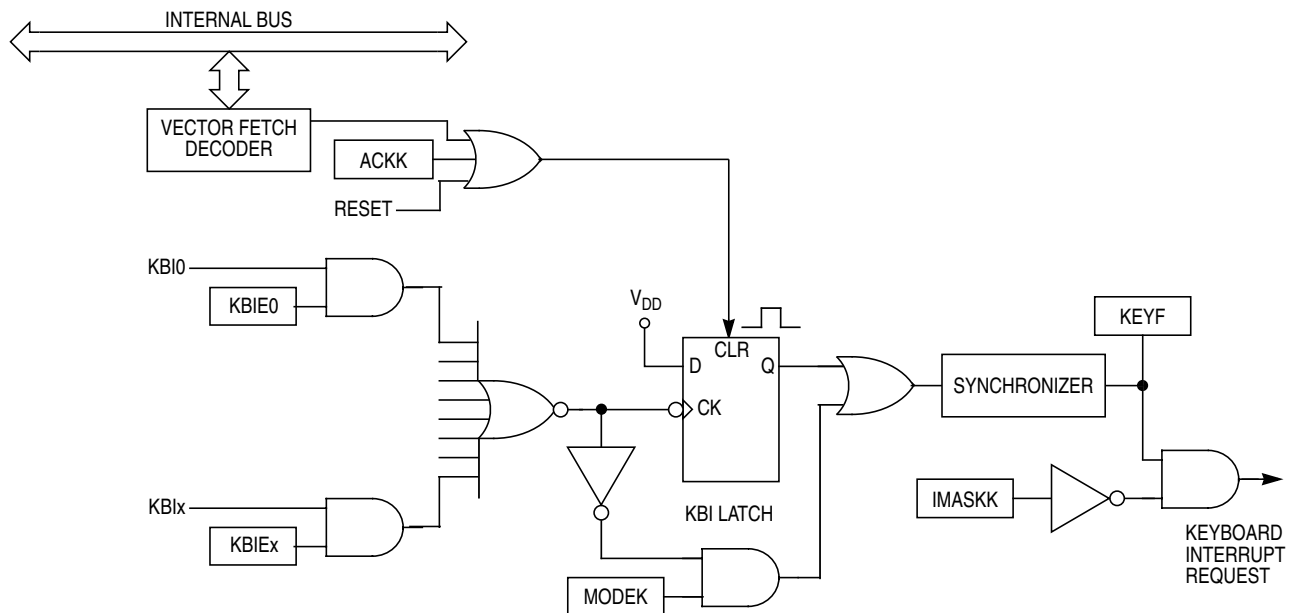 INTERNAL BUS
VECTOR FETCH
DECODER
ACKK
RESET
KBI0
KBIE0
VDD
CLR
D
Q
CK
KEYF
SYNCHRONIZER
KBIx
KBIEx
KBI LATCH
IMASKK
MODEK
KEYBOARD
INTERRUPT
REQUEST